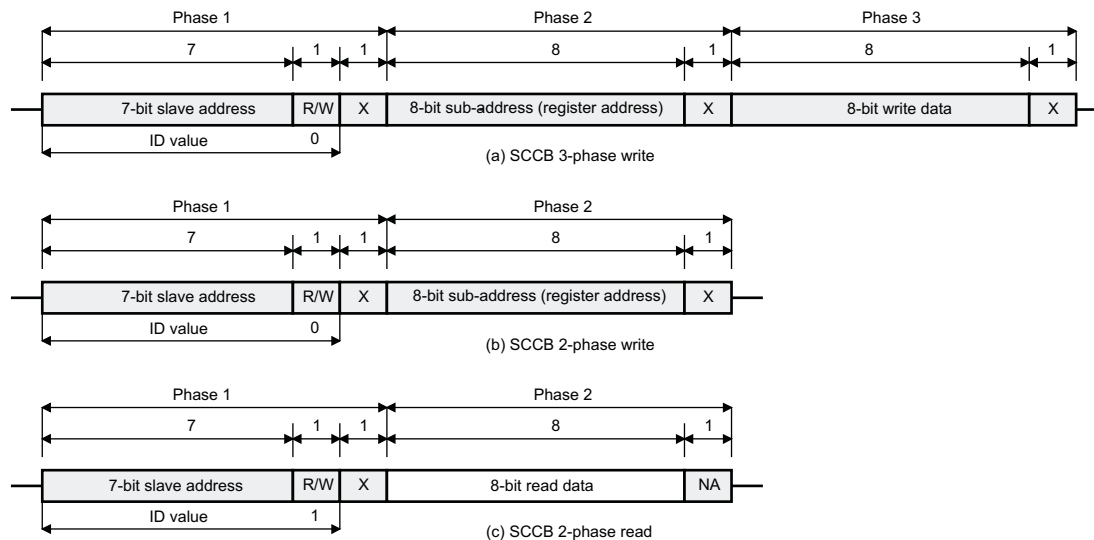 Phase 1 Phase 2 Phase 3
7 1 1 8 1 8 1
7-bit slave address R/W X 8-bit sub-address (register address) X 8-bit write data X
ID value 0
(a) SCCB 3-phase write
Phase 1 Phase 2
7 1 1 8 1
7-bit slave address R/W X 8-bit sub-address (register address) X
ID value 0
(b) SCCB 2-phase write
Phase 1 Phase 2
7 1 1 8 1
7-bit slave address R/W X 8-bit read data NA
ID value 1
(c) SCCB 2-phase read